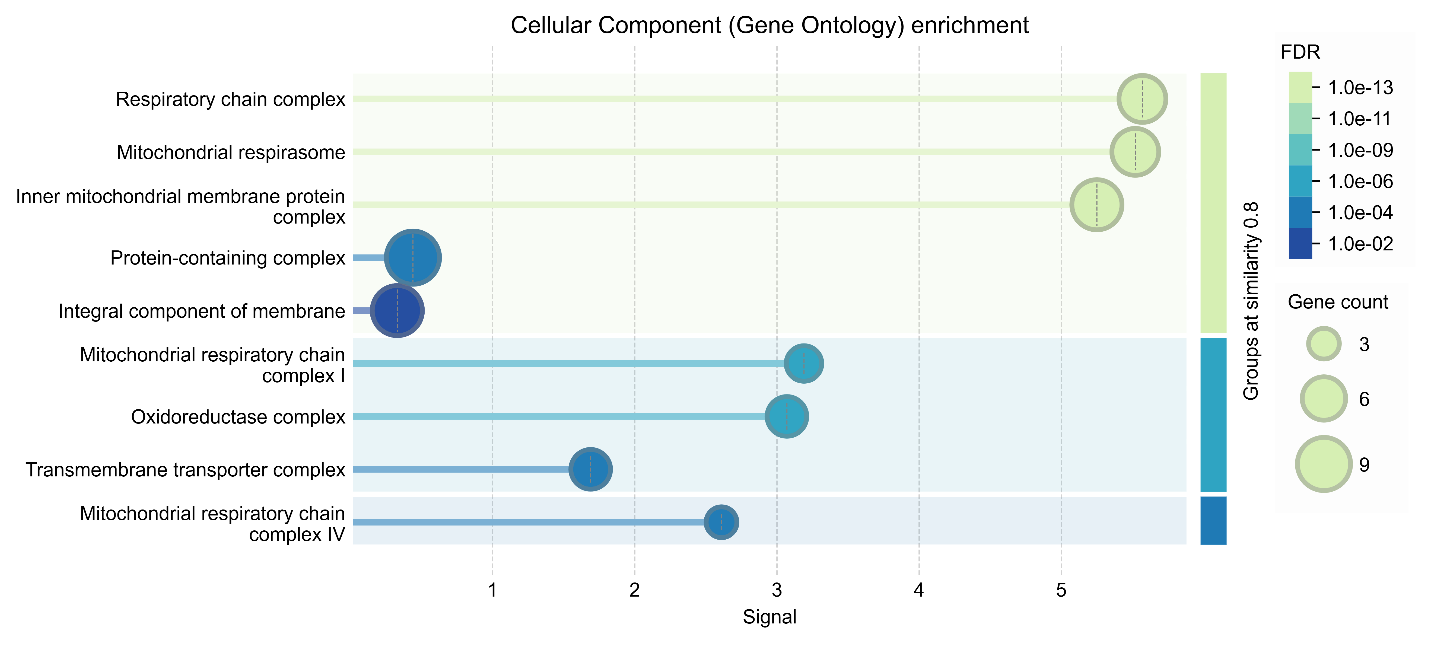 Cellular Component (Gene Ontology) enrichment
Respiratory chain complex
Mitochondrial respirasome
Inner mitochondrial membrane protein
complex
Protein-containing complex
Integral component of membrane
Mitochondrial respiratory chain
complex I
Oxidoreductase complex
Transmembrane transporter complex
Mitochondrial respiratory chain
complex IV
1 2 3 4 5
Signal
Groups at similarity 0.8
FDR
1.0e-13
1.0e-11
1.0e-09
1.0e-06
1.0e-04
1.0e-02
Gene count
3
6
9